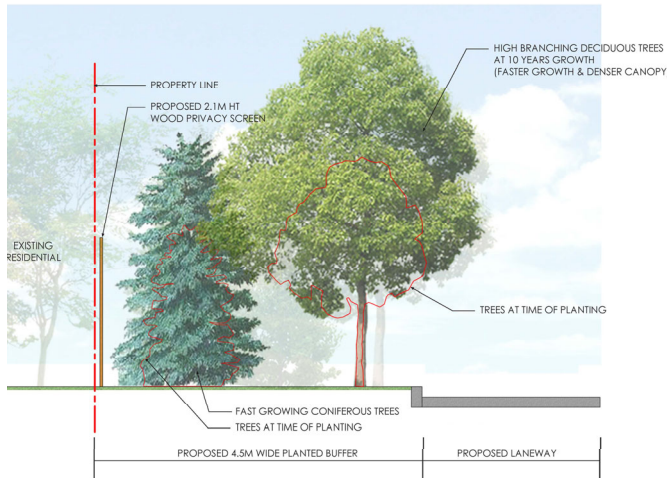 HIGH BRANCHING DECIDUOUS TREES
AT 10 YEARS GROWTH
(FASTER GROWTH & DENSER CANOPY
PROPERTY LINE
PROPOSED 2.1M HT
WOOD PRIVACY SCREEN
EXISTING
RESIDENTIAL
TREES AT TIME OF PLANTING
FAST GROWING CONIFEROUS TREES
TREES AT TIME OF PLANTING
PROPOSED 4.5M WIDE PLANTED BUFFER
PROPOSED LANEWAY